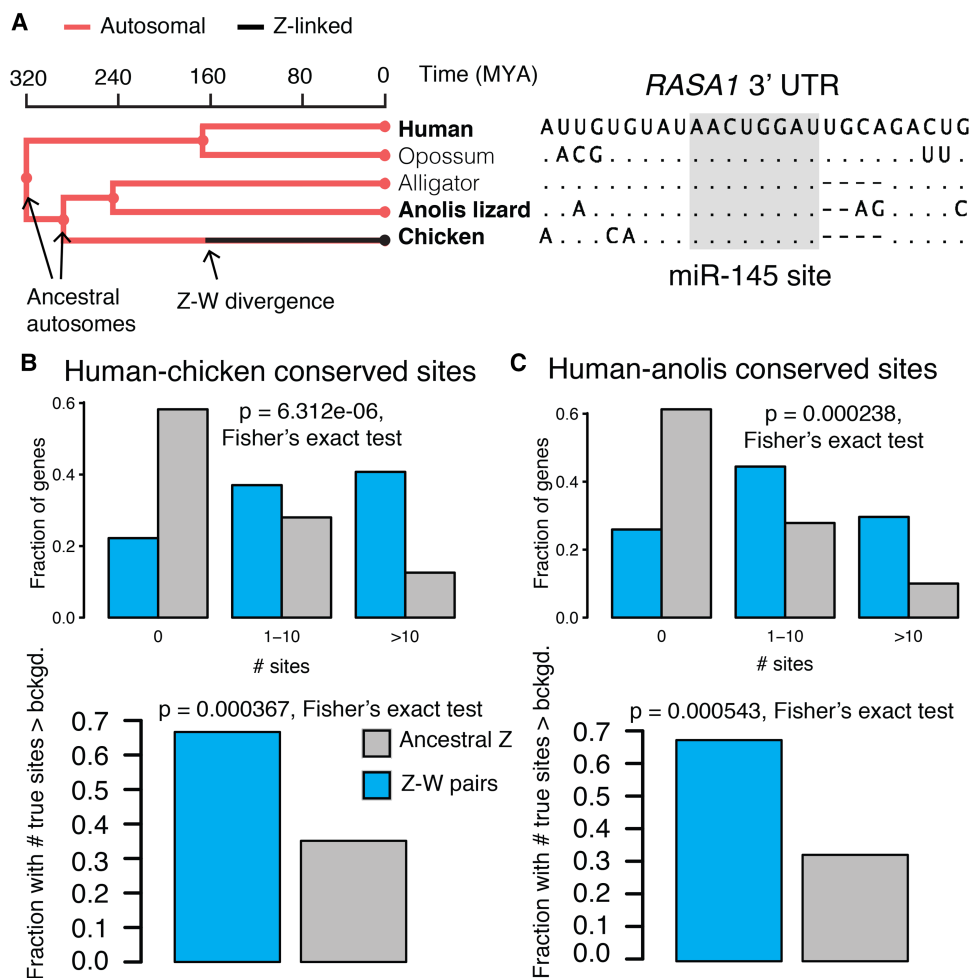 A
Autosomal
Z-linked
320 240 160 80 0 Time (MYA)
Human
Opossum
Alligator
Anolis lizard
Chicken
Ancestral
autosomes
Z-W divergence
RASA1 3' UTR
AUUGUGUAUAACUGGAUUGCAGACUG
.ACG...................UU.
.................----.....
..A..............--AG....C
A...CA...........----.....
miR-145 site
B
Human-chicken conserved sites
p = 6.312e-06,
Fisher's exact test
Fraction of genes
0.6
0.4
0.2
0.0
0 1–10 >10
# sites
p = 0.000367, Fisher's exact test
Fraction with # true sites > bckgd.
0.7
0.6
0.5
0.4
0.3
0.2
0.1
0.0
Ancestral Z
Z-W pairs
C
Human-anolis conserved sites
p = 0.000238,
Fisher's exact test
Fraction of genes
0.6
0.4
0.2
0.0
0 1–10 >10
# sites
p = 0.000543, Fisher's exact test
Fraction with # true sites > bckgd.
0.7
0.6
0.5
0.4
0.3
0.2
0.1
0.0